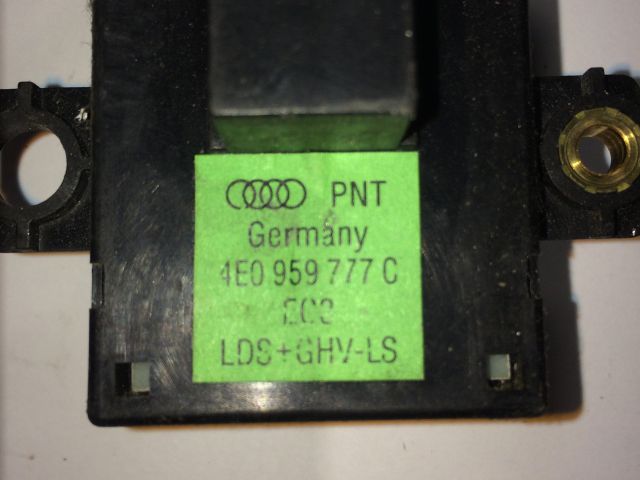 PNT
Germany
4E0 959 777 C
LDS+GHV-LS